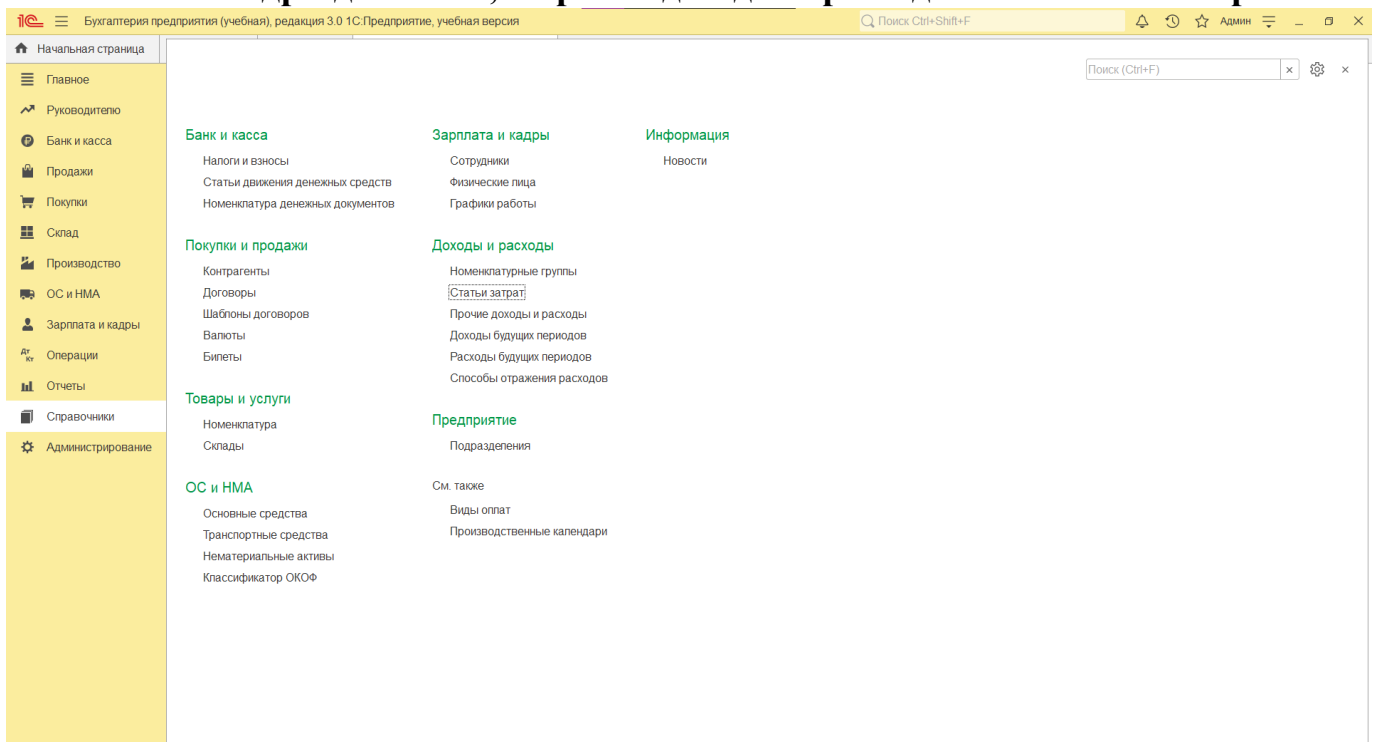 1С Бухгалтерия предприятия (учебная), редакция 3.0 1С:Предприятие, учебная версия Поиск Ctrl+Shift+F Админ
Начальная страница
Поиск (Ctrl+F)
Главное
Руководителю
Банк и касса
Продажи
Покупки
Склад
Производство
ОС и НМА
Зарплата и кадры
Дт Кт Операции
Отчеты
Справочники
Администрирование
Банк и касса
Налоги и взносы
Статьи движения денежных средств
Номенклатура денежных документов
Покупки и продажи
Контрагенты
Договоры
Шаблоны договоров
Валюты
Билеты
Товары и услуги
Номенклатура
Склады
ОС и НМА
Основные средства
Транспортные средства
Нематериальные активы
Классификатор ОКОФ
Зарплата и кадры
Сотрудники
Физические лица
Графики работы
Доходы и расходы
Номенклатурные группы
Статьи затрат
Прочие доходы и расходы
Доходы будущих периодов
Расходы будущих периодов
Способы отражения расходов
Предприятие
Подразделения
См. также
Виды оплат
Производственные календари
Информация
Новости